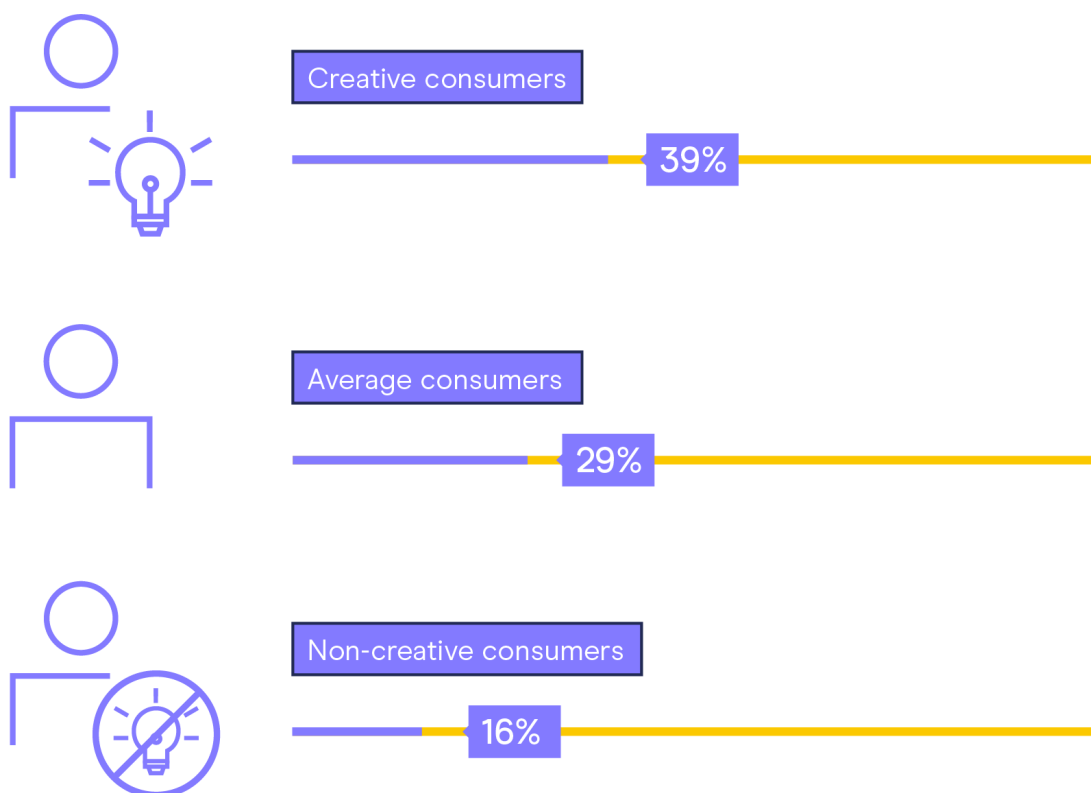 Creative consumers
39%
Average consumers
29%
Non-creative consumers
16%